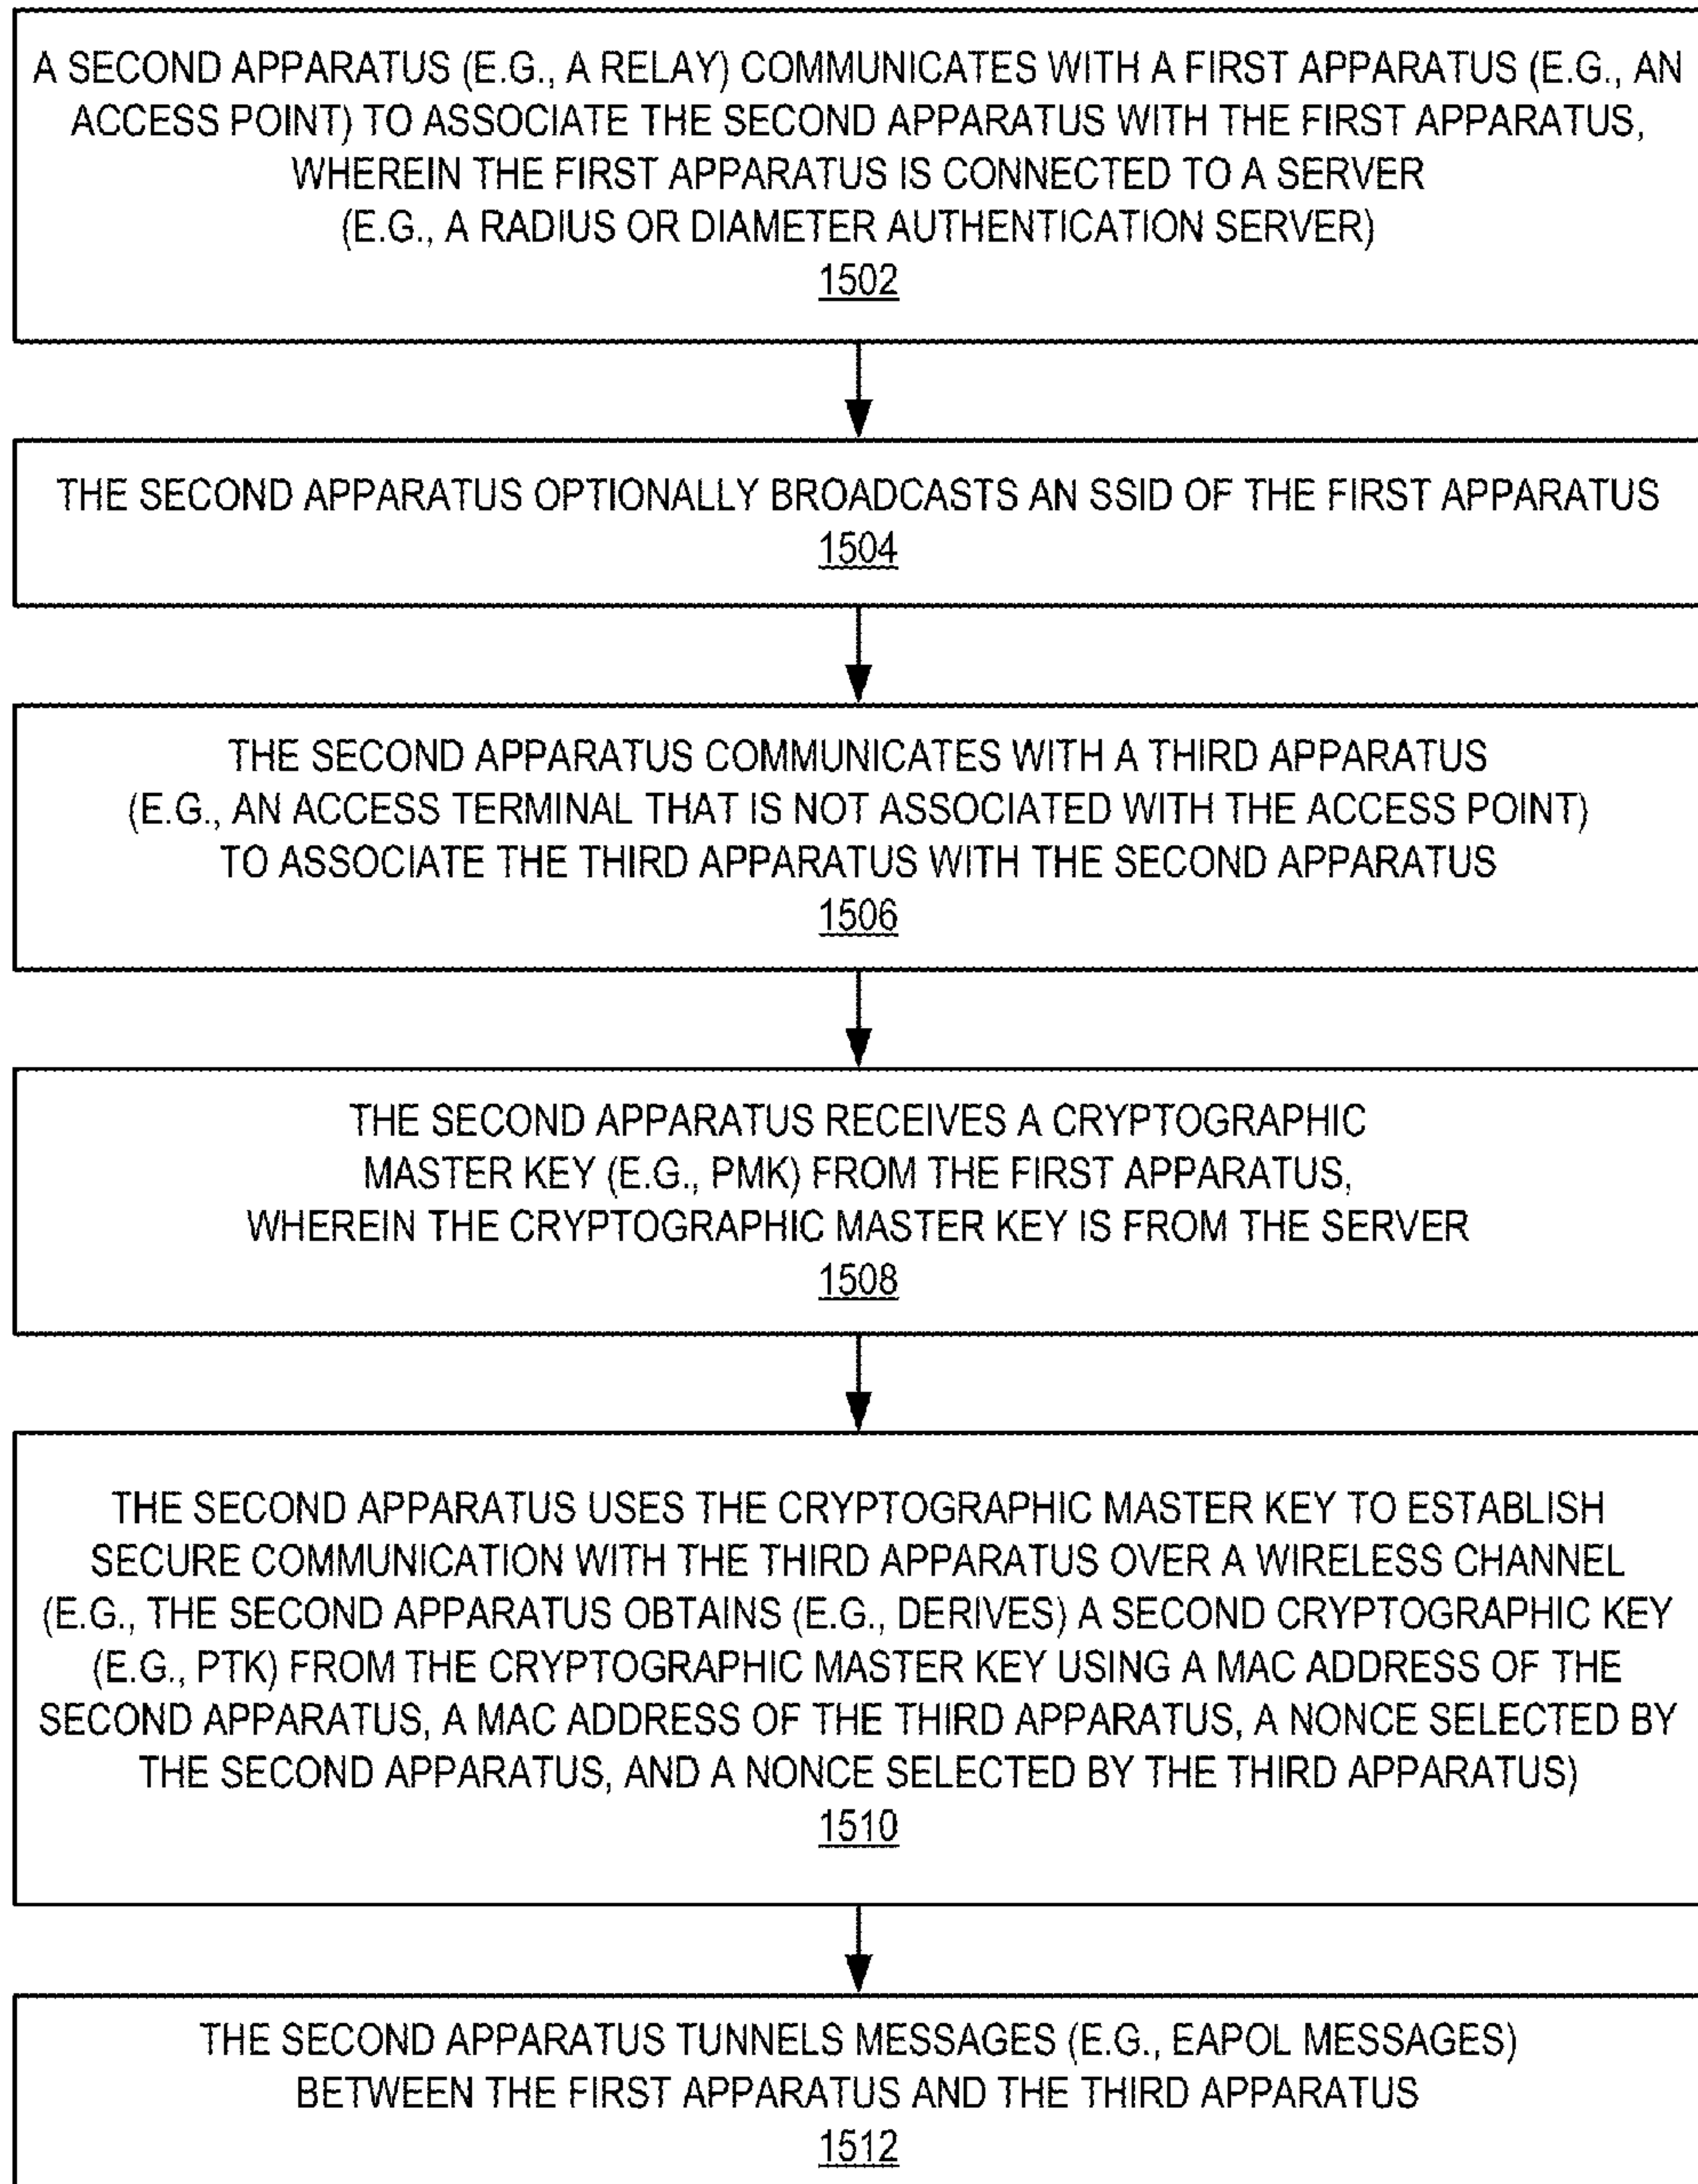 A SECOND APPARATUS (E.G., A RELAY) COMMUNICATES WITH A FIRST APPARATUS (E.G., AN
ACCESS POINT) TO ASSOCIATE THE SECOND APPARATUS WITH THE FIRST APPARATUS,
WHEREIN THE FIRST APPARATUS IS CONNECTED TO A SERVER
(E.G., A RADIUS OR DIAMETER AUTHENTICATION SERVER)
1502
THE SECOND APPARATUS OPTIONALLY BROADCASTS AN SSID OF THE FIRST APPARATUS
1504
THE SECOND APPARATUS COMMUNICATES WITH A THIRD APPARATUS
(E.G., AN ACCESS TERMINAL THAT IS NOT ASSOCIATED WITH THE ACCESS POINT)
TO ASSOCIATE THE THIRD APPARATUS WITH THE SECOND APPARATUS
1506
THE SECOND APPARATUS RECEIVES A CRYPTOGRAPHIC
MASTER KEY (E.G., PMK) FROM THE FIRST APPARATUS,
WHEREIN THE CRYPTOGRAPHIC MASTER KEY IS FROM THE SERVER
1508
THE SECOND APPARATUS USES THE CRYPTOGRAPHIC MASTER KEY TO ESTABLISH
SECURE COMMUNICATION WITH THE THIRD APPARATUS OVER A WIRELESS CHANNEL
(E.G., THE SECOND APPARATUS OBTAINS (E.G., DERIVES) A SECOND CRYPTOGRAPHIC KEY
(E.G., PTK) FROM THE CRYPTOGRAPHIC MASTER KEY USING A MAC ADDRESS OF THE
SECOND APPARATUS, A MAC ADDRESS OF THE THIRD APPARATUS, A NONCE SELECTED BY
THE SECOND APPARATUS, AND A NONCE SELECTED BY THE THIRD APPARATUS)
1510
THE SECOND APPARATUS TUNNELS MESSAGES (E.G., EAPOL MESSAGES)
BETWEEN THE FIRST APPARATUS AND THE THIRD APPARATUS
1512